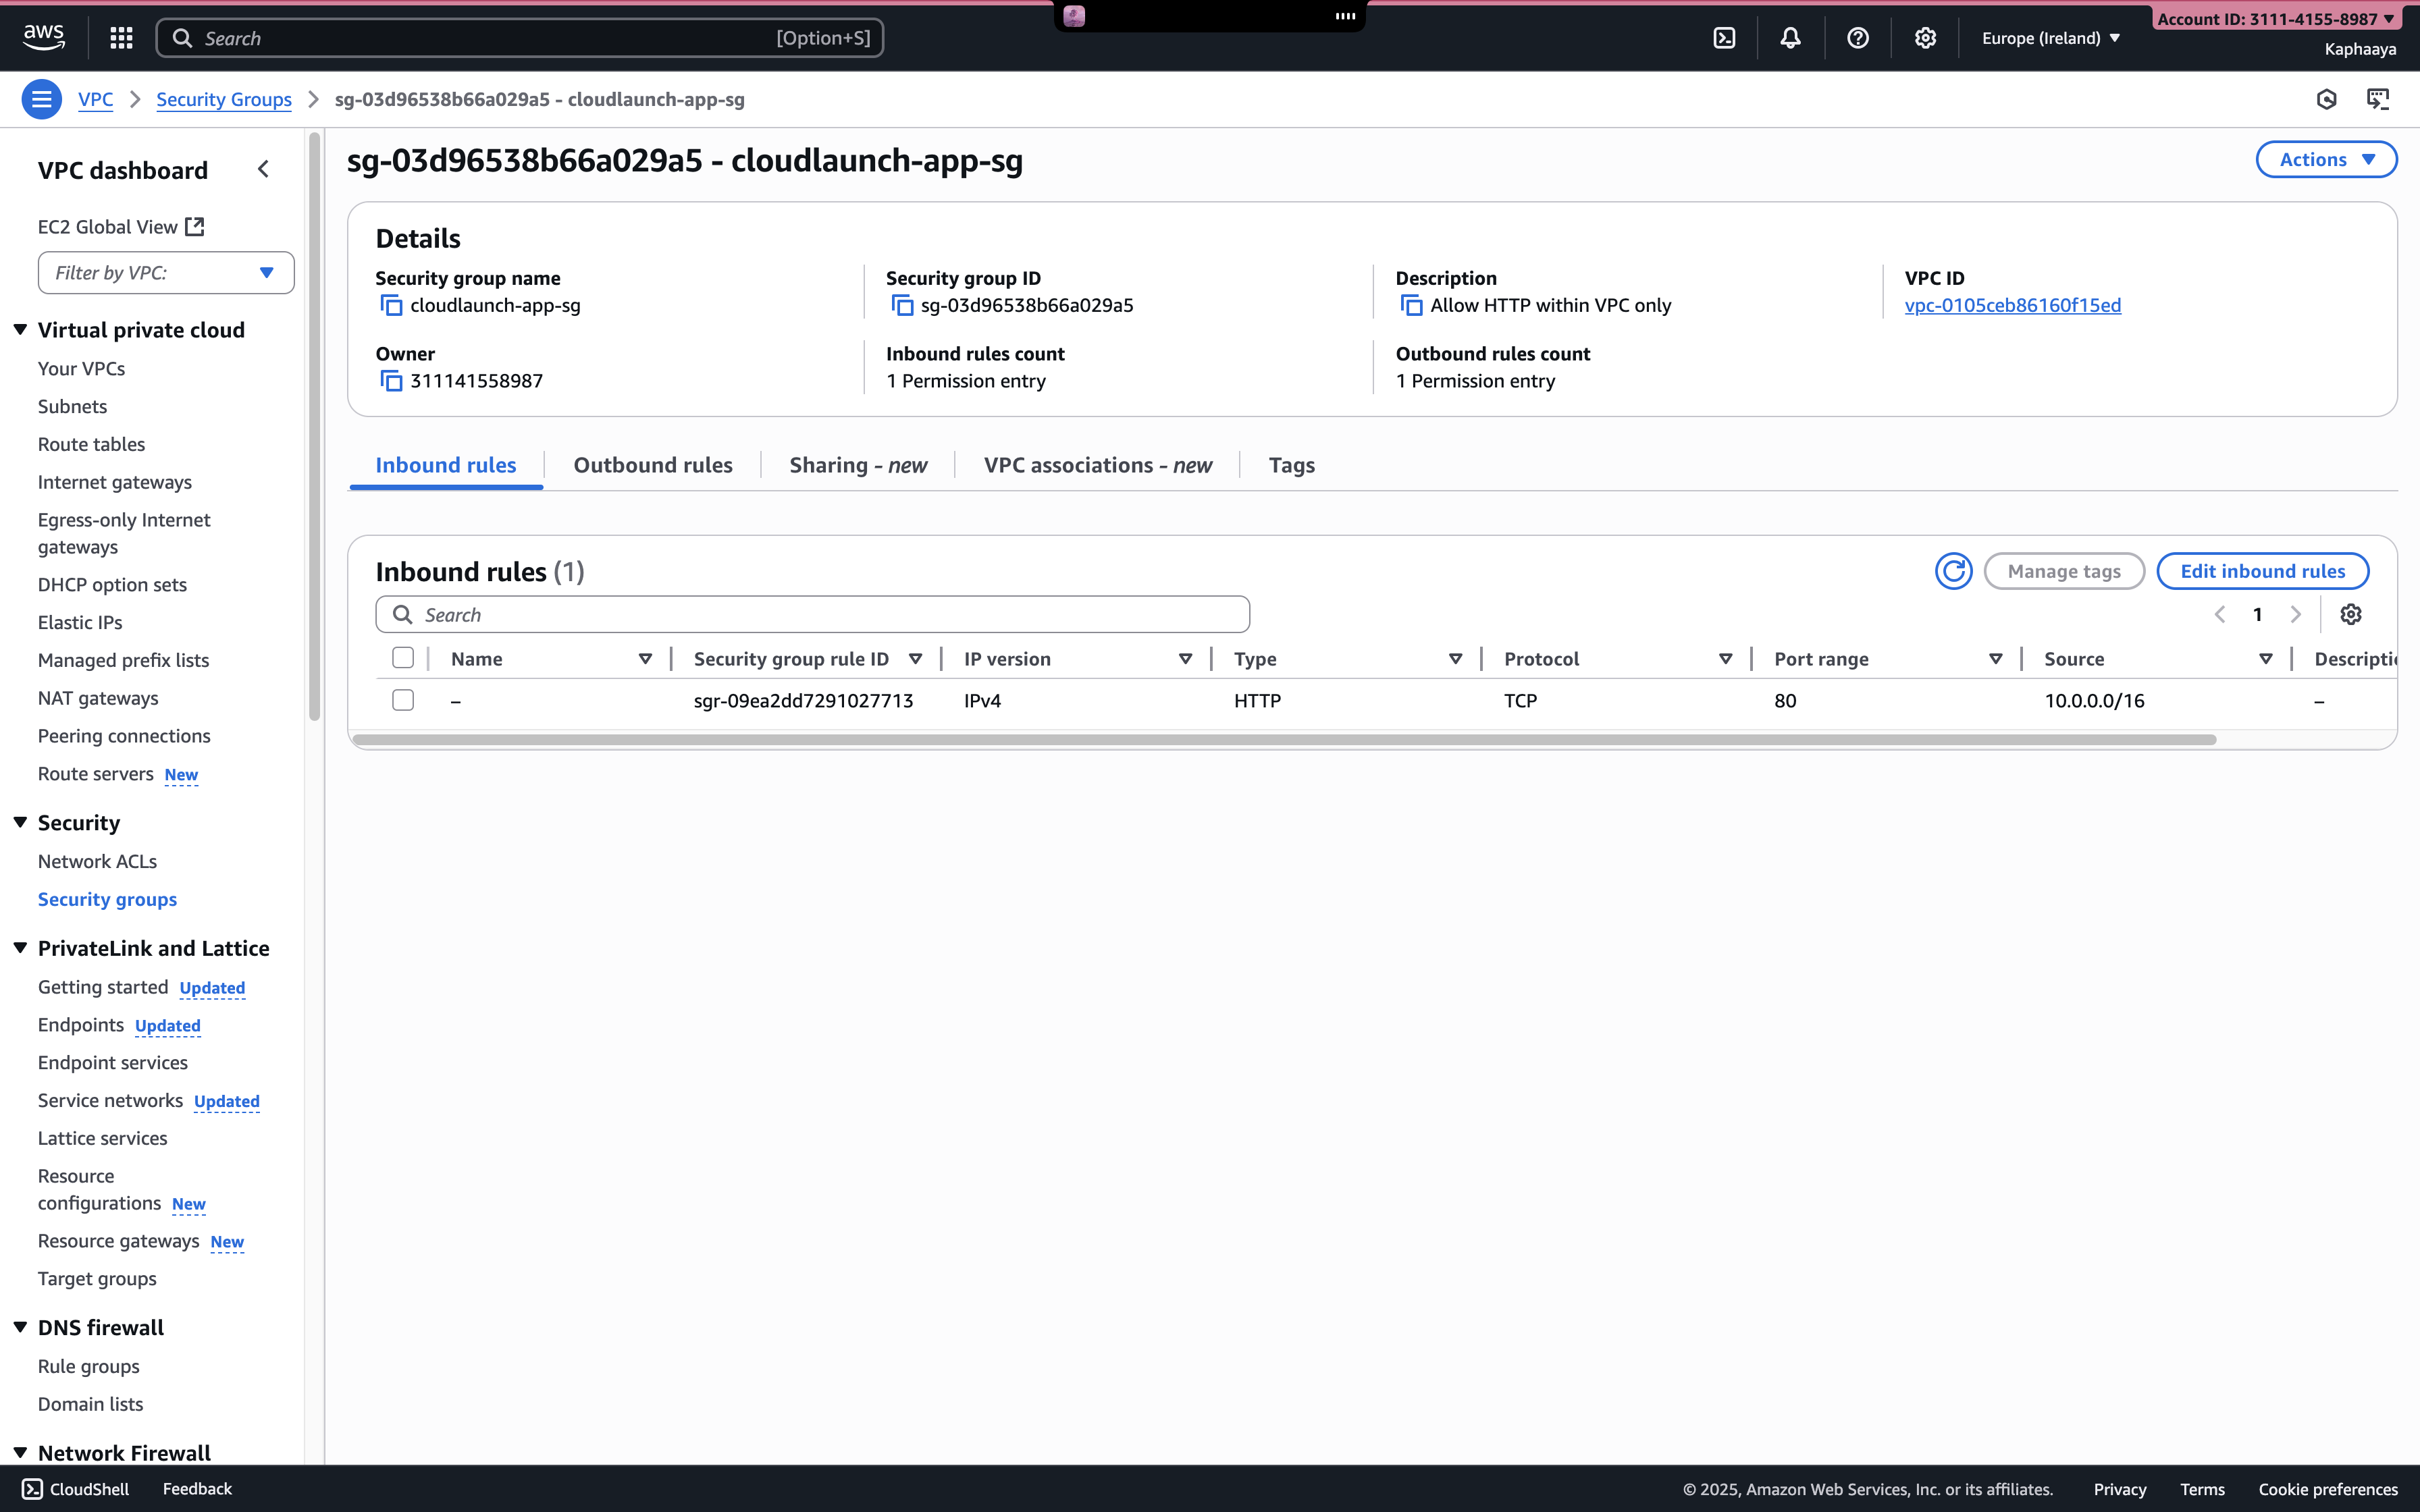 aws
Search
[Option+S]
Europe (Ireland)
Account ID: 3111-4155-8987
Kaphaaya
VPC
Security Groups
sg-03d96538b66a029a5 - cloudlaunch-app-sg
VPC dashboard
EC2 Global View
Filter by VPC:
Virtual private cloud
Your VPCs
Subnets
Route tables
Internet gateways
Egress-only Internet
gateways
DHCP option sets
Elastic IPs
Managed prefix lists
NAT gateways
Peering connections
Route servers New
Security
Network ACLs
Security groups
PrivateLink and Lattice
Getting started Updated
Endpoints Updated
Endpoint services
Service networks Updated
Lattice services
Resource
configurations New
Resource gateways New
Target groups
DNS firewall
Rule groups
Domain lists
Network Firewall
sg-03d96538b66a029a5 - cloudlaunch-app-sg
Actions
Details
Security group name
cloudlaunch-app-sg
Security group ID
sg-03d96538b66a029a5
Description
Allow HTTP within VPC only
VPC ID
vpc-0105ceb86160f15ed
Owner
311141558987
Inbound rules count
1 Permission entry
Outbound rules count
1 Permission entry
Inbound rules
Outbound rules
Sharing - new
VPC associations - new
Tags
Inbound rules (1)
Manage tags
Edit inbound rules
Search
1
Name Security group rule ID IP version Type Protocol Port range Source Descriptio
– sgr-09ea2dd7291027713 IPv4 HTTP TCP 80 10.0.0.0/16 –
CloudShell
Feedback
© 2025, Amazon Web Services, Inc. or its affiliates.
Privacy
Terms
Cookie preferences